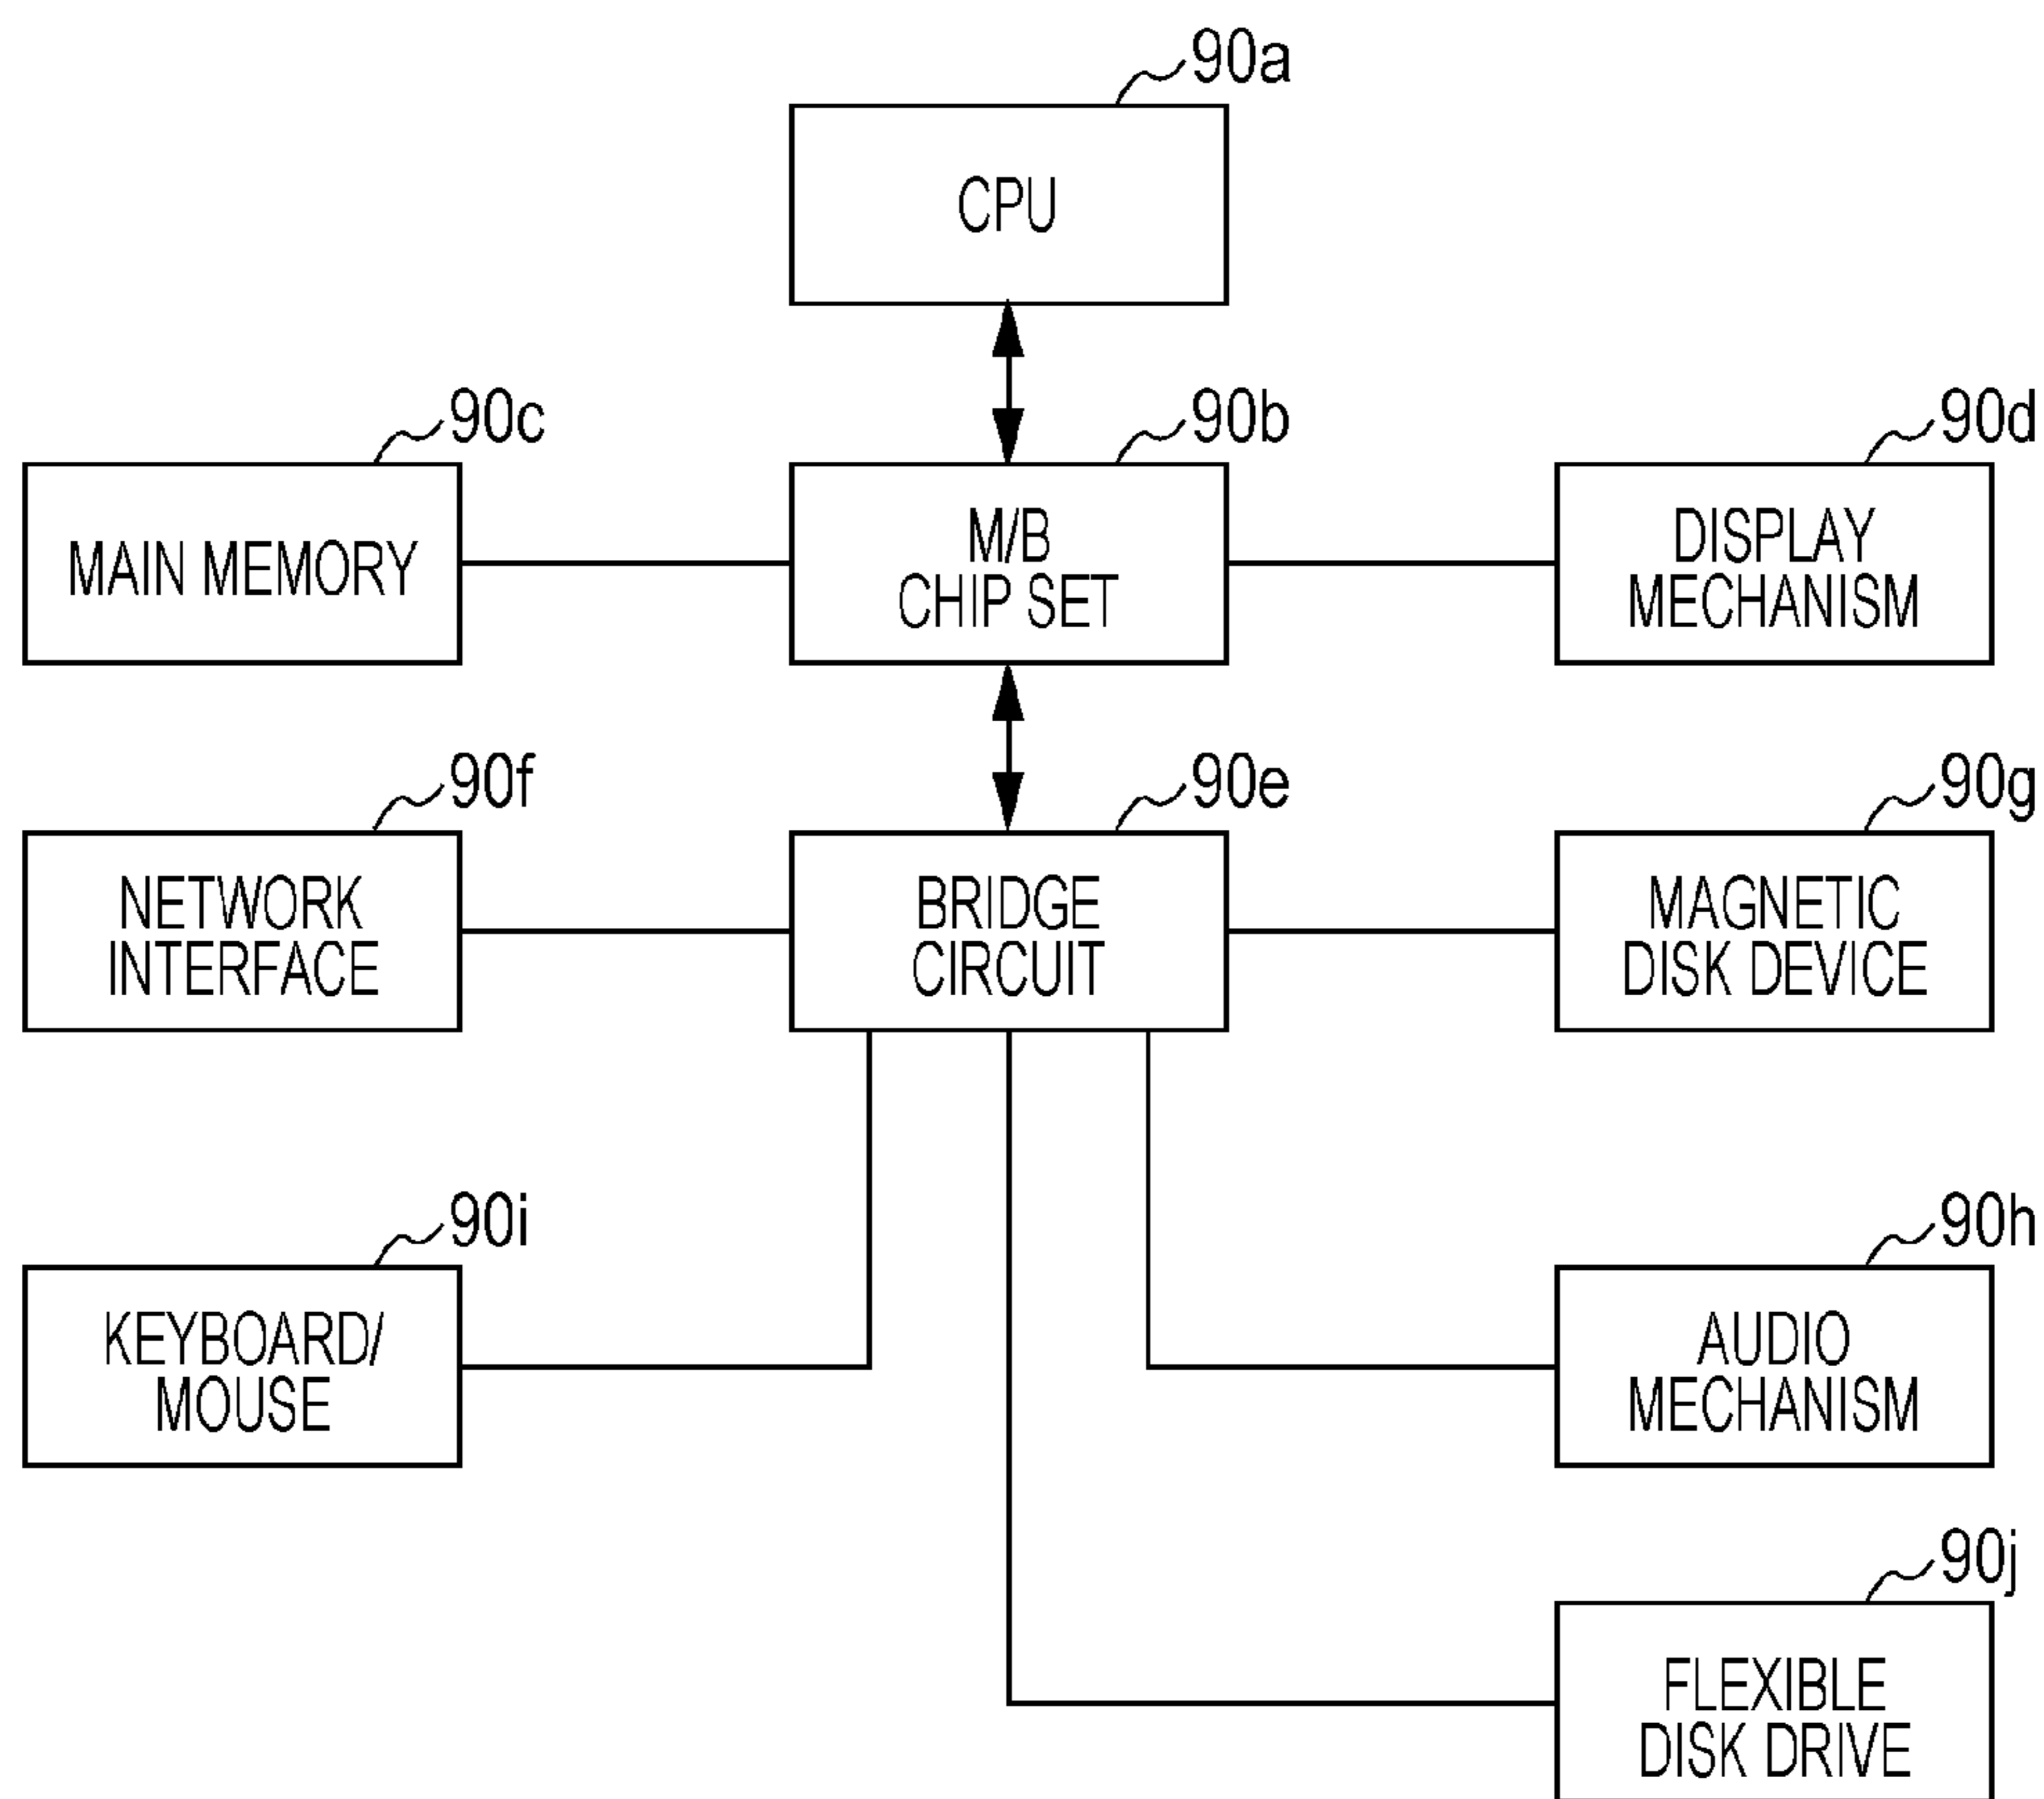 90a
CPU
90c
90b
90d
MAIN MEMORY
M/B
CHIP SET
DISPLAY
MECHANISM
90f
90e
90g
NETWORK
INTERFACE
BRIDGE
CIRCUIT
MAGNETIC
DISK DEVICE
90i
90h
KEYBOARD/
MOUSE
AUDIO
MECHANISM
90j
FLEXIBLE
DISK DRIVE